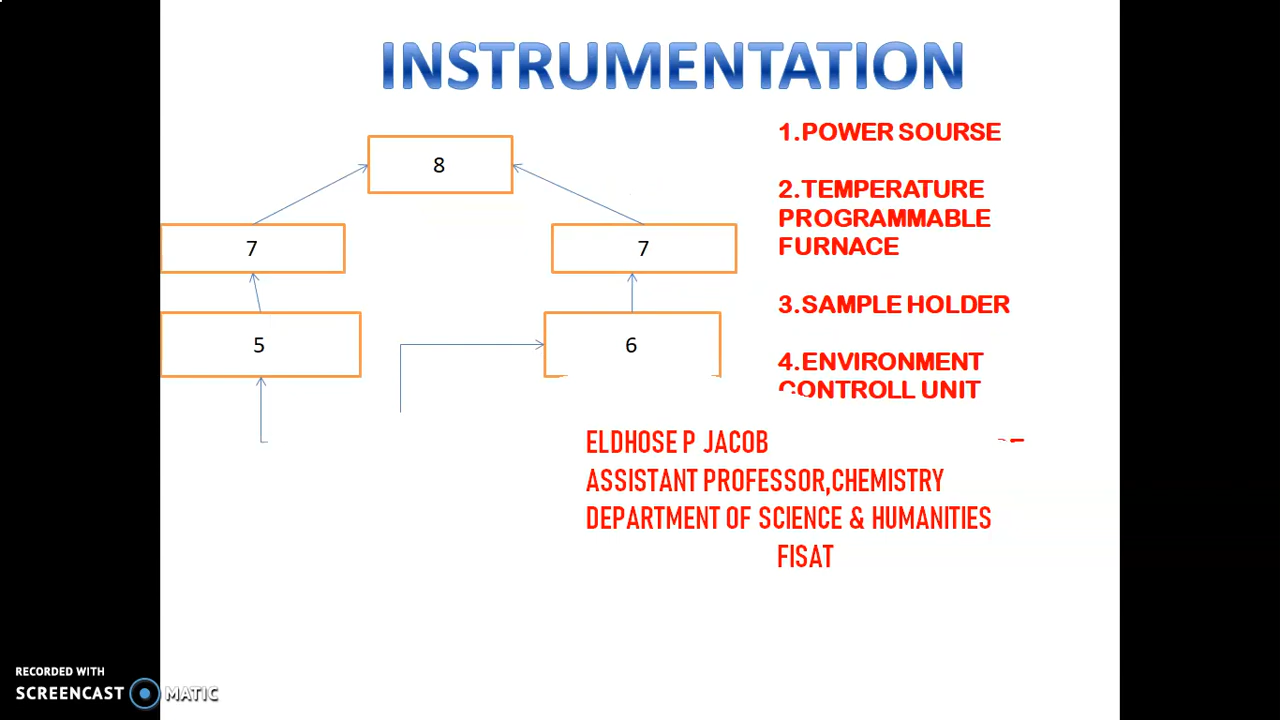 INSTRUMENTATION
8
7
7
5
6
1.POWER SOURSE
2.TEMPERATURE
PROGRAMMABLE
FURNACE
3.SAMPLE HOLDER
4.ENVIRONMENT
CONTROLL UNIT
ELDHOSE P JACOB
ASSISTANT PROFESSOR,CHEMISTRY
DEPARTMENT OF SCIENCE & HUMANITIES
FISAT
RECORDED WITH
SCREENCAST MATIC